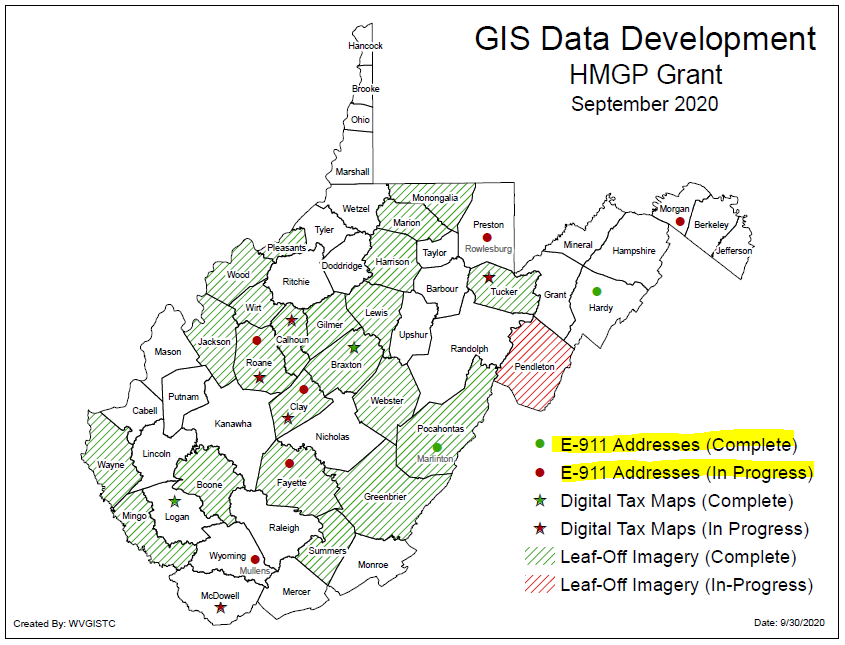 GIS Data Development
HMGP Grant
September 2020
Hancock
Brooke
Ohio
Marshall
Wetzel
Monongalia
Marion
Preston
Rowlesburg
Morgan
Berkeley
Jefferson
Mineral
Hampshire
Tyler
Pleasants
Doddridge
Harrison
Taylor
Wood
Ritchie
Barbour
Tucker
Grant
Hardy
Wirt
Lewis
Gilmer
Calhoun
Upshur
Jackson
Randolph
Mason
Roane
Braxton
Pendleton
Putnam
Clay
Webster
Cabell
Kanawha
Pocahontas
Nicholas
Marlinton
Lincoln
Wayne
Boone
Fayette
Greenbrier
Mingo
Logan
Raleigh
Summers
Wyoming
Mullens
Monroe
McDowell
Mercer
E-911 Addresses (Complete)
E-911 Addresses (In Progress)
Digital Tax Maps (Complete)
Digital Tax Maps (In Progress)
Leaf-Off Imagery (Complete)
Leaf-Off Imagery (In-Progress)
Created By: WVGISTC
Date: 9/30/2020